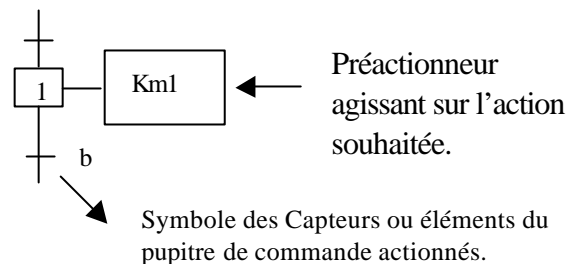 1
Km1
Préactionneur
agissant sur l'action
souhaitée.
b
Symbole des Capteurs ou éléments du
pupitre de commande actionnés.